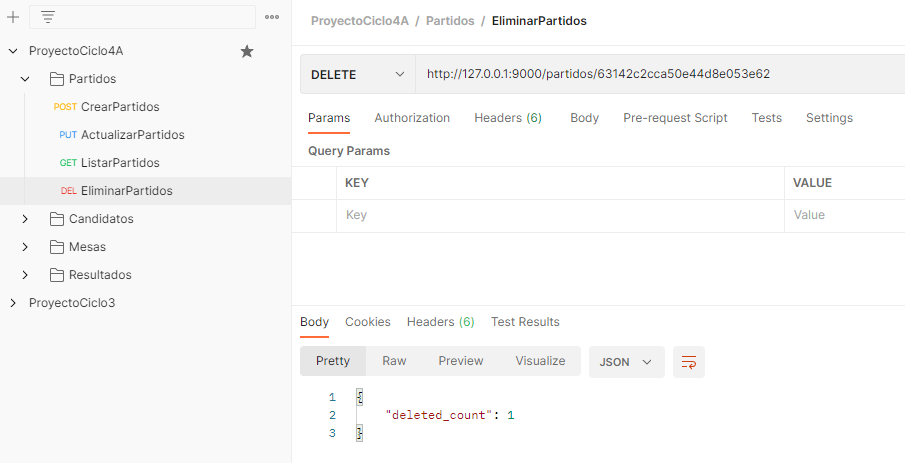 ProyectoCiclo4A
Partidos
POST CrearPartidos
PUT ActualizarPartidos
GET ListarPartidos
DEL EliminarPartidos
Candidatos
Mesas
Resultados
ProyectoCiclo3
ProyectoCiclo4A / Partidos / EliminarPartidos
DELETE http://127.0.0.1:9000/partidos/63142c2cca50e44d8e053e62
Params Authorization Headers (6) Body Pre-request Script Tests Settings
Query Params
KEY VALUE
Key Value
Body Cookies Headers (6) Test Results
Pretty Raw Preview Visualize JSON
1 {
2 "deleted_count": 1
3 }